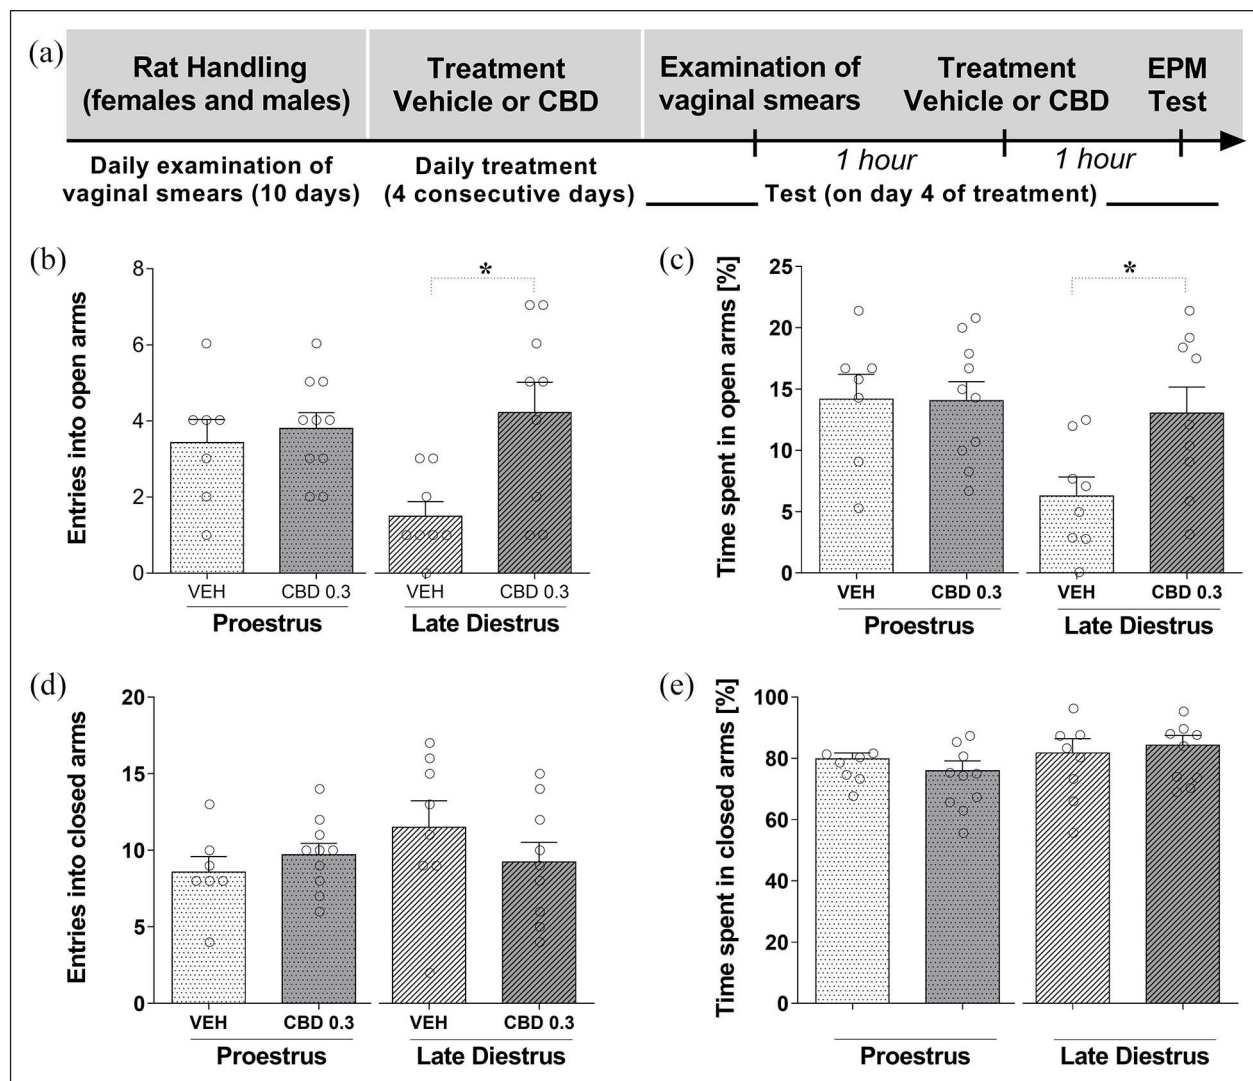 (a)
Rat Handling
(females and males)
Treatment
Vehicle or CBD
Examination of
vaginal smears
Treatment
Vehicle or CBD
EPM
Test
Daily examination of
vaginal smears (10 days)
Daily treatment
(4 consecutive days)
1 hour
1 hour
Test (on day 4 of treatment)
(b)
Entries into open arms
8
6
4
2
0
*
VEH
CBD 0.3
VEH
CBD 0.3
Proestrus
Late Diestrus
(c)
Time spent in open arms [%]
25
20
15
10
5
0
*
VEH
CBD 0.3
VEH
CBD 0.3
Proestrus
Late Diestrus
(d)
Entries into closed arms
20
15
10
5
0
VEH
CBD 0.3
VEH
CBD 0.3
Proestrus
Late Diestrus
(e)
Time spent in closed arms [%]
100
80
60
40
20
0
Proestrus
Late Diestrus